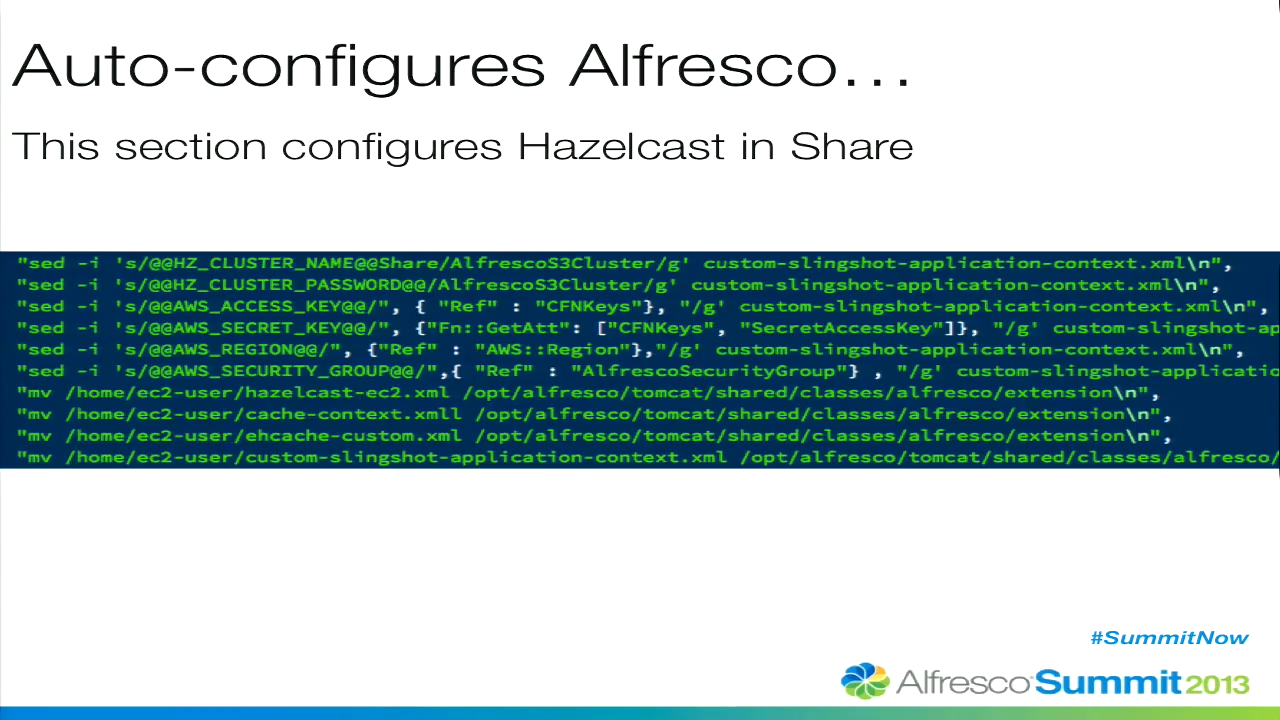 Auto-configures Alfresco...
This section configures Hazelcast in Share
"sed -i 's/@@HZ_CLUSTER_NAME@@Share/AlfrescoS3Cluster/g' custom-slingshot-application-context.xml\n",
"sed -i 's/@@HZ_CLUSTER_PASSWORD@@/AlfrescoS3Cluster/g' custom-slingshot-application-context.xml\n",
"sed -i 's/@@AWS_ACCESS_KEY@@/", { "Ref" : "CFNKeys"}, "/g' custom-slingshot-application-context.xml\n",
"sed -i 's/@@AWS_SECRET_KEY@@/", {"Fn::GetAtt": ["CFNKeys", "SecretAccessKey"]}, "/g' custom-slingshot-ap
"sed -i 's/@@AWS_REGION@@/", {"Ref" : "AWS::Region"},"/g' custom-slingshot-application-context.xml\n",
"sed -i 's/@@AWS_SECURITY_GROUP@@/",{ "Ref" : "AlfrescoSecurityGroup"} , "/g' custom-slingshot-applicatio
"mv /home/ec2-user/hazelcast-ec2.xml /opt/alfresco/tomcat/shared/classes/alfresco/extension\n",
"mv /home/ec2-user/cache-context.xmll /opt/alfresco/tomcat/shared/classes/alfresco/extension\n",
"mv /home/ec2-user/ehcache-custom.xml /opt/alfresco/tomcat/shared/classes/alfresco/extension\n",
"mv /home/ec2-user/custom-slingshot-application-context.xml /opt/alfresco/tomcat/shared/classes/alfresco/
#SummitNow
Alfresco Summit 2013